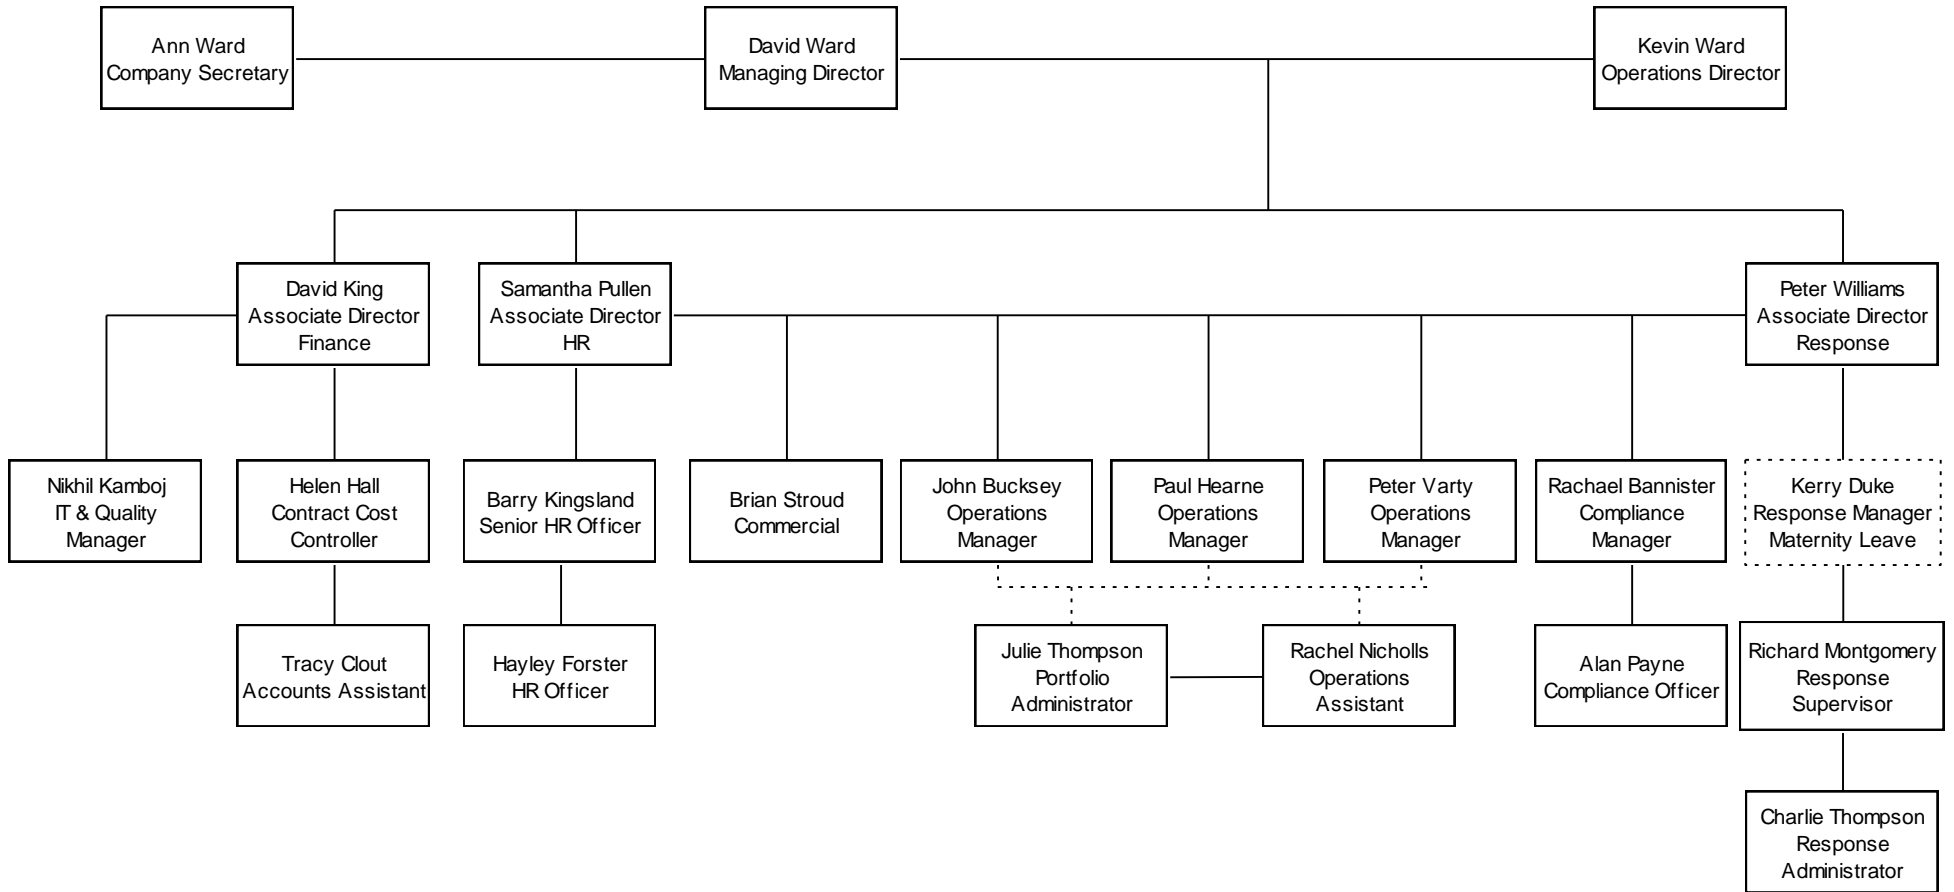 Ann Ward
Company Secretary
David Ward
Managing Director
Kevin Ward
Operations Director
David King
Associate Director
Finance
Samantha Pullen
Associate Director
HR
Peter Williams
Associate Director
Response
Nikhil Kamboj
IT & Quality
Manager
Helen Hall
Contract Cost
Controller
Barry Kingsland
Senior HR Officer
Brian Stroud
Commercial
John Bucksey
Operations
Manager
Paul Hearne
Operations
Manager
Peter Varty
Operations
Manager
Rachael Bannister
Compliance
Manager
Kerry Duke
Response Manager
Maternity Leave
Tracy Clout
Accounts Assistant
Hayley Forster
HR Officer
Julie Thompson
Portfolio
Administrator
Rachel Nicholls
Operations
Assistant
Alan Payne
Compliance Officer
Richard Montgomery
Response
Supervisor
Charlie Thompson
Response
Administrator